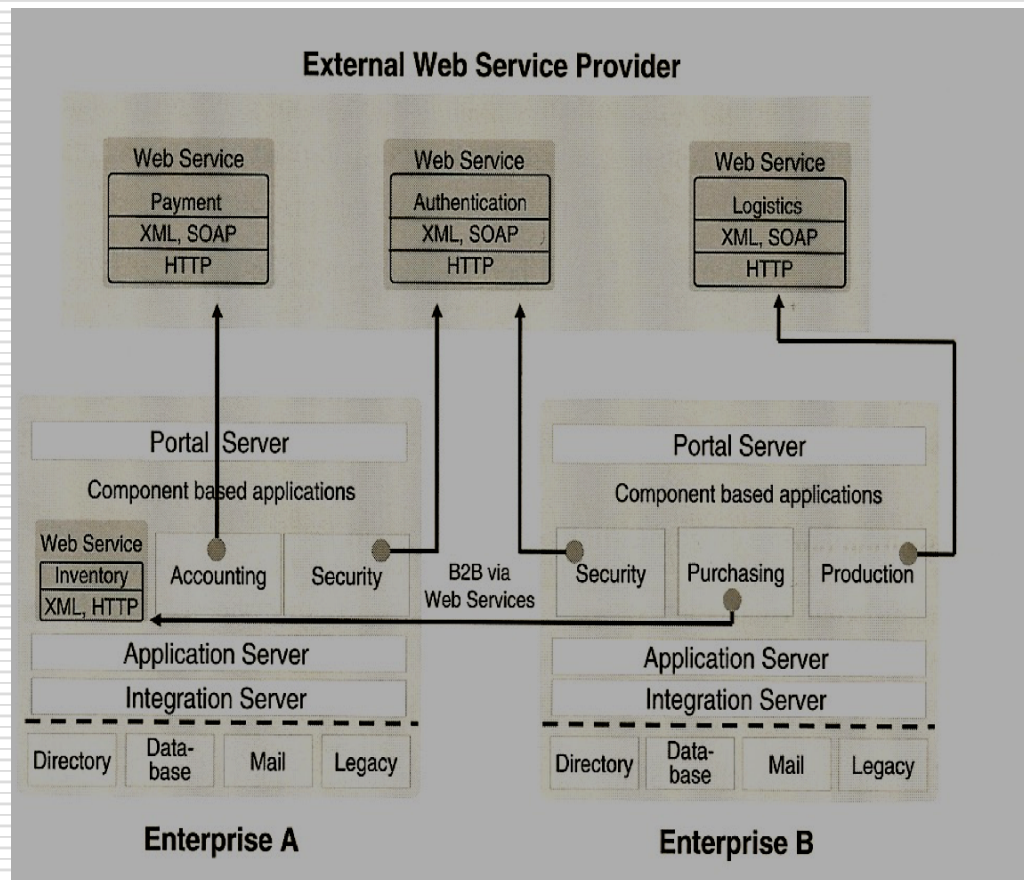 External Web Service Provider
Web Service
Payment
XML, SOAP
HTTP
Web Service
Authentication
XML, SOAP
HTTP
Web Service
Logistics
XML, SOAP
HTTP
Portal Server
Component based applications
Web Service
Inventory
XML, HTTP
Accounting
Security
B2B via
Web Services
Application Server
Integration Server
Directory
Data-
base
Mail
Legacy
Enterprise A
Portal Server
Component based applications
Security
Purchasing
Production
Application Server
Integration Server
Directory
Data-
base
Mail
Legacy
Enterprise B